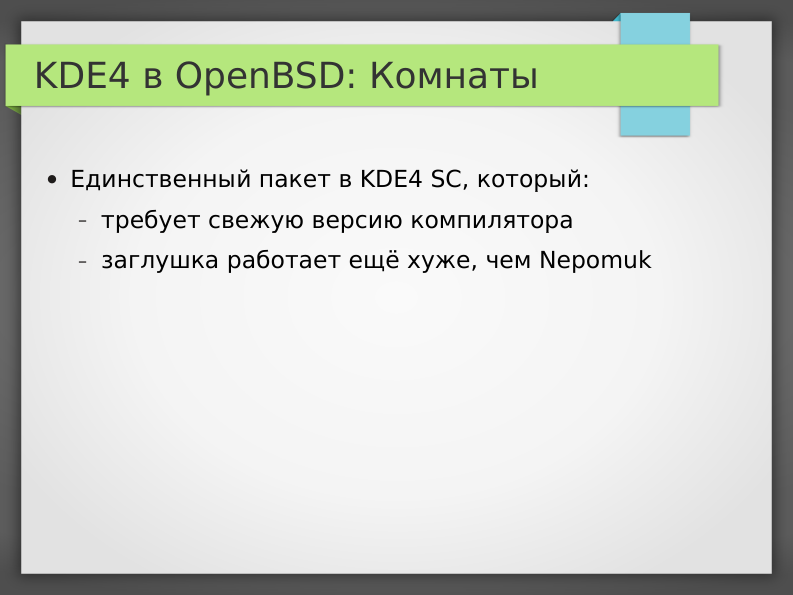 KDE4 в OpenBSD: Комнаты
● Единственный пакет в KDE4 SC, который:
– требует свежую версию компилятора
– заглушка работает ещё хуже, чем Nepomuk